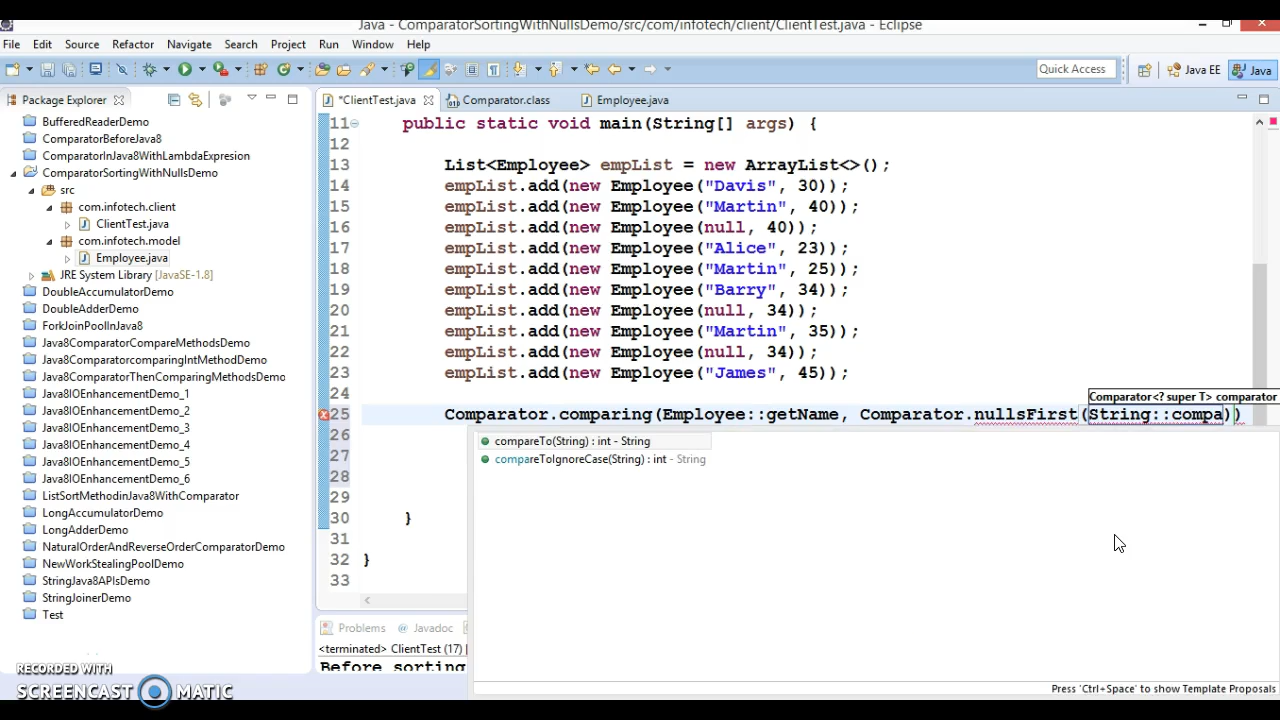 Java - ComparatorSortingWithNullsDemo/src/com/infotech/client/ClientTest.java - Eclipse
File Edit Source Refactor Navigate Search Project Run Window Help
Quick Access Java EE Java
Package Explorer
*ClientTest.java Comparator.class Employee.java
BufferedReaderDemo
ComparatorBeforeJava8
ComparatorInJava8WithLambdaExpresion
ComparatorSortingWithNullsDemo
src
com.infotech.client
ClientTest.java
com.infotech.model
Employee.java
JRE System Library [JavaSE-1.8]
DoubleAccumulatorDemo
DoubleAdderDemo
ForkJoinPoolInJava8
Java8ComparatorCompareMethodsDemo
Java8ComparatorcomparingIntMethodDemo
Java8ComparatorThenComparingMethodsDemo
Java8IOEnhancementDemo_1
Java8IOEnhancementDemo_2
Java8IOEnhancementDemo_3
Java8IOEnhancementDemo_4
Java8IOEnhancementDemo_5
Java8IOEnhancementDemo_6
ListSortMethodinJava8WithComparator
LongAccumulatorDemo
LongAdderDemo
NaturalOrderAndReverseOrderComparatorDemo
NewWorkStealingPoolDemo
StringJava8APIsDemo
StringJoinerDemo
Test
11 public static void main(String[] args) {
12
13 List<Employee> empList = new ArrayList<>();
14 empList.add(new Employee("Davis", 30));
15 empList.add(new Employee("Martin", 40));
16 empList.add(new Employee(null, 40));
17 empList.add(new Employee("Alice", 23));
18 empList.add(new Employee("Martin", 25));
19 empList.add(new Employee("Barry", 34));
20 empList.add(new Employee(null, 34));
21 empList.add(new Employee("Martin", 35));
22 empList.add(new Employee(null, 34));
23 empList.add(new Employee("James", 45));
24
Comparator<? super T> comparator
25 Comparator.comparing(Employee::getName, Comparator.nullsFirst(String::compa))
26
27
28
29
30 }
31
32 }
33
compareTo(String) : int - String
compareToIgnoreCase(String) : int - String
Press 'Ctrl+Space' to show Template Proposals
Problems @ Javadoc
<terminated> ClientTest (17)
Before sorting
RECORDED WITH
SCREENCAST MATIC